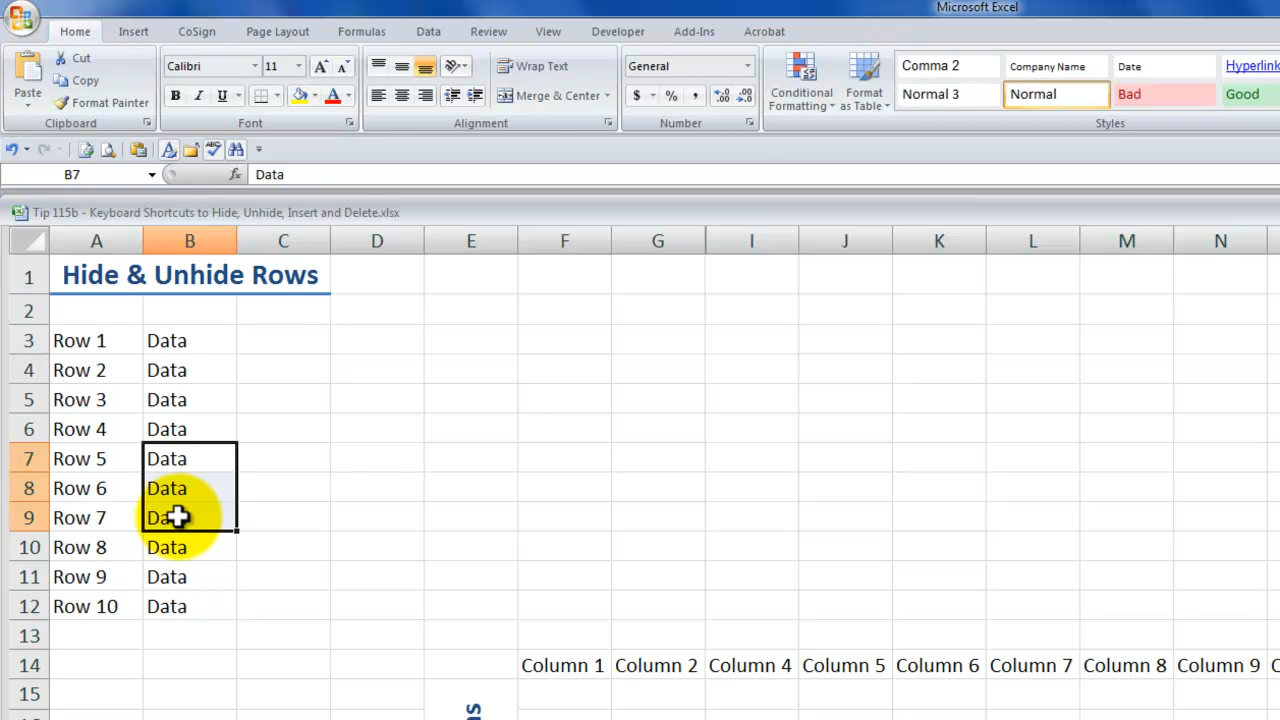 Microsoft Excel
Home Insert CoSign Page Layout Formulas Data Review View Developer Add-Ins Acrobat
Paste
Cut
Copy
Format Painter
Clipboard
Calibri 11
B I U
Font
Wrap Text
Merge & Center
Alignment
General
$ % ,
Number
Conditional Formatting
Format as Table
Comma 2 Company Name Date Hyperlink
Normal 3 Normal Bad Good
Styles
B7 fx Data
Tip 115b - Keyboard Shortcuts to Hide, Unhide, Insert and Delete.xlsx
A B C D E F G I J K L M N
1 Hide & Unhide Rows
2
3 Row 1 Data
4 Row 2 Data
5 Row 3 Data
6 Row 4 Data
7 Row 5 Data
8 Row 6 Data
9 Row 7 Data
10 Row 8 Data
11 Row 9 Data
12 Row 10 Data
13
14 Column 1 Column 2 Column 4 Column 5 Column 6 Column 7 Column 8 Column 9
15